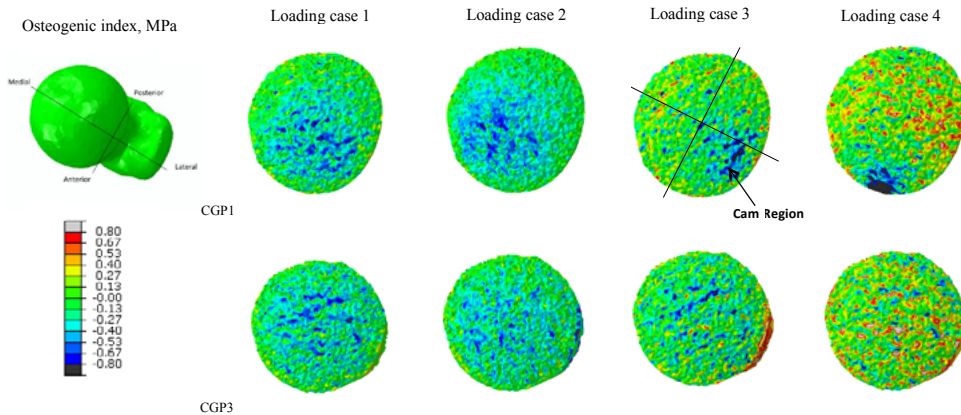 Osteogenic index, MPa
Loading case 1
Loading case 2
Loading case 3
Loading case 4
Medial
Posterior
Anterior
Lateral
CGP1
Cam Region
0.80
0.67
0.53
0.40
0.27
0.13
-0.00
-0.13
-0.27
-0.40
-0.53
-0.67
-0.80
CGP3